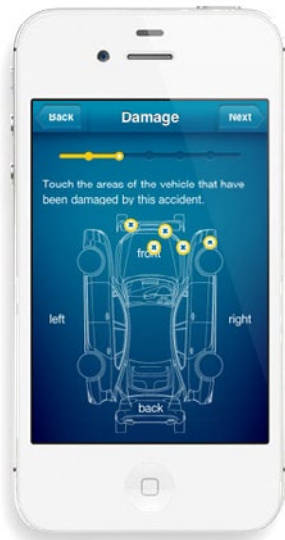 Back Damage Next
Touch the areas of the vehicle that have
been damaged by this accident.
front
left right
back